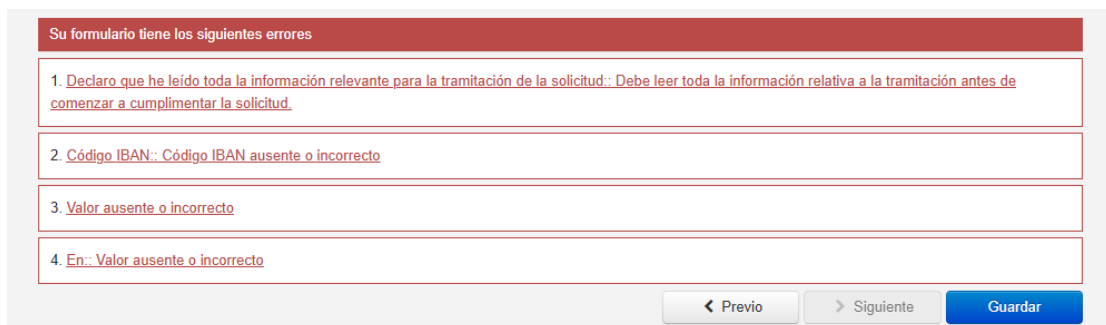 Su formulario tiene los siguientes errores
1. Declaro que he leído toda la información relevante para la tramitación de la solicitud:: Debe leer toda la información relativa a la tramitación antes de
comenzar a cumplimentar la solicitud.
2. Código IBAN:: Código IBAN ausente o incorrecto
3. Valor ausente o incorrecto
4. En:: Valor ausente o incorrecto
Previo Siguiente Guardar